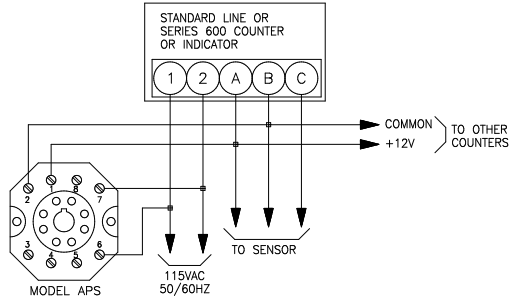 STANDARD LINE OR
SERIES 600 COUNTER
OR INDICATOR
1 2 A B C
COMMON
+12V
TO OTHER
COUNTERS
2 1 8 7
3 4 5 6
TO SENSOR
115VAC
50/60HZ
MODEL APS